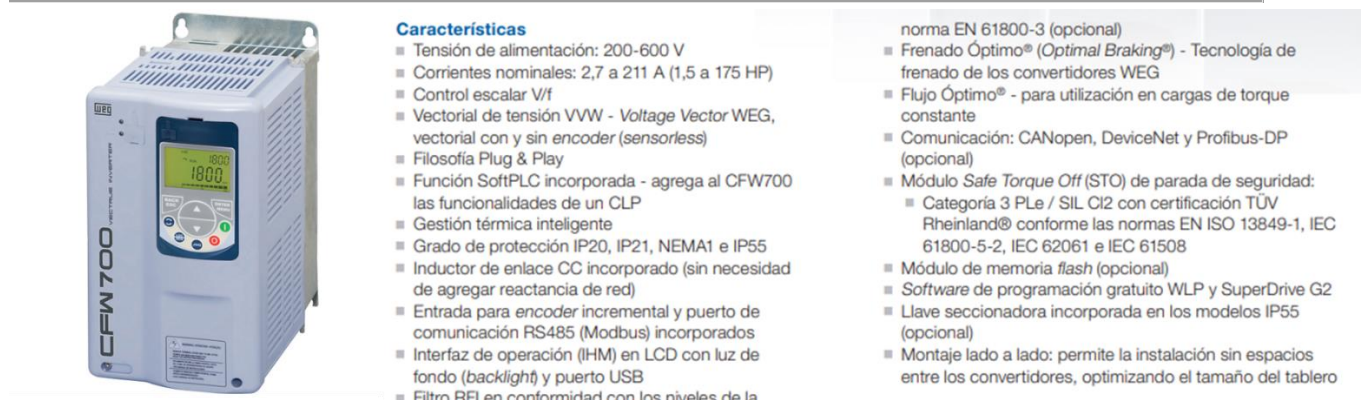 WEG
1800
1800
CFW700 VECTRUE INVERTER
Características
Tensión de alimentación: 200-600 V
Corrientes nominales: 2,7 a 211 A (1,5 a 175 HP)
Control escalar V/f
Vectorial de tensión VVW - Voltage Vector WEG,
vectorial con y sin encoder (sensorless)
Filosofía Plug & Play
Función SoftPLC incorporada - agrega al CFW700
las funcionalidades de un CLP
Gestión térmica inteligente
Grado de protección IP20, IP21, NEMA1 e IP55
Inductor de enlace CC incorporado (sin necesidad
de agregar reactancia de red)
Entrada para encoder incremental y puerto de
comunicación RS485 (Modbus) incorporados
Interfaz de operación (IHM) en LCD con luz de
fondo (backlight) y puerto USB
Filtro RFI en conformidad con los niveles de la
norma EN 61800-3 (opcional)
Frenado Óptimo® (Optimal Braking®) - Tecnología de
frenado de los convertidores WEG
Flujo Óptimo® - para utilización en cargas de torque
constante
Comunicación: CANopen, DeviceNet y Profibus-DP
(opcional)
Módulo Safe Torque Off (STO) de parada de seguridad:
Categoría 3 PLe / SIL Cl2 con certificación TÜV
Rheinland® conforme las normas EN ISO 13849-1, IEC
61800-5-2, IEC 62061 e IEC 61508
Módulo de memoria flash (opcional)
Software de programación gratuito WLP y SuperDrive G2
Llave seccionadora incorporada en los modelos IP55
(opcional)
Montaje lado a lado: permite la instalación sin espacios
entre los convertidores, optimizando el tamaño del tablero